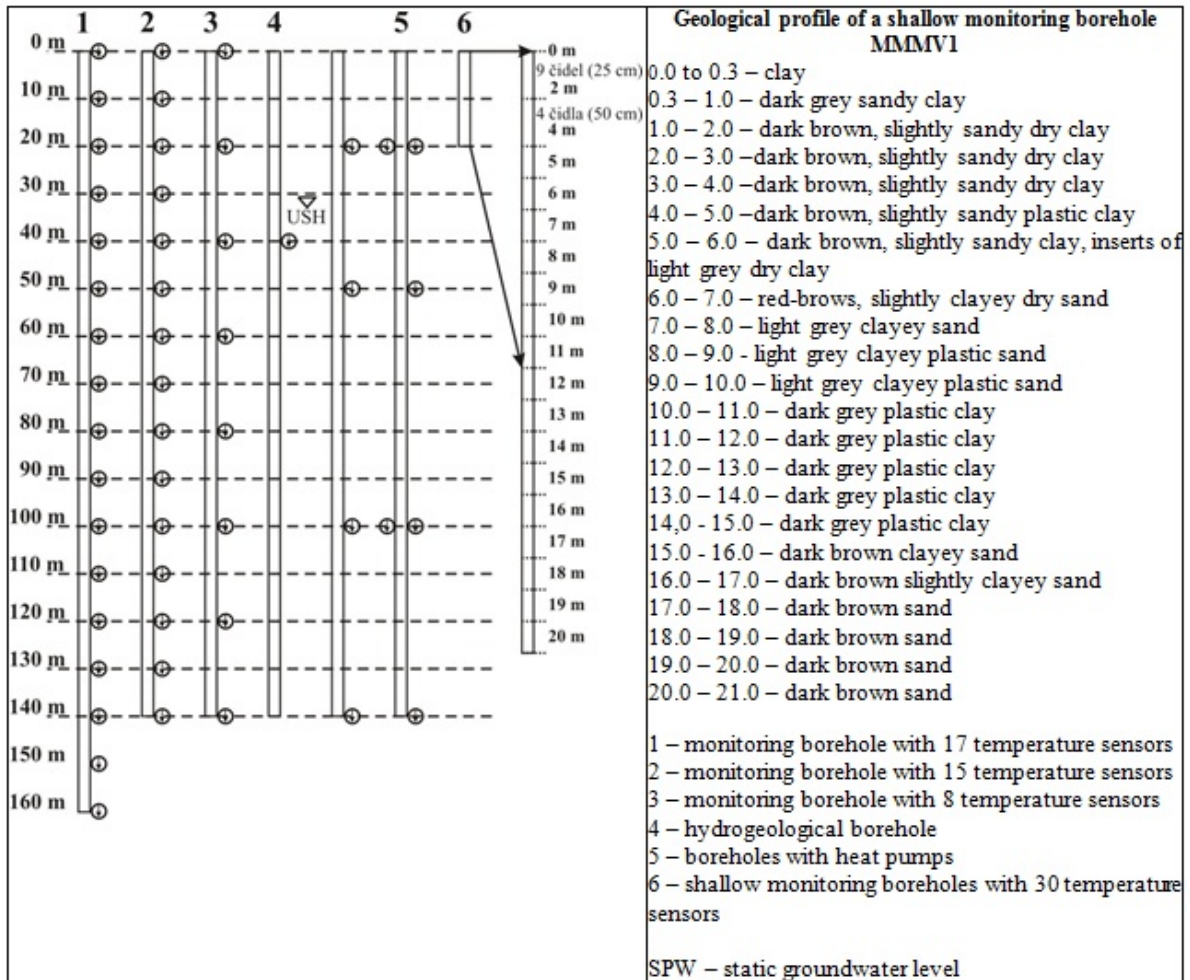 1 2 3 4 5 6
0 m
10 m
20 m
30 m
40 m
50 m
60 m
70 m
80 m
90 m
100 m
110 m
120 m
130 m
140 m
150 m
160 m
USH
0 m
9 čidel (25 cm)
2 m
4 čidla (50 cm)
4 m
5 m
6 m
7 m
8 m
9 m
10 m
11 m
12 m
13 m
14 m
15 m
16 m
17 m
18 m
19 m
20 m
Geological profile of a shallow monitoring borehole
MMMV1
0.0 to 0.3 – clay
0.3 – 1.0 – dark grey sandy clay
1.0 – 2.0 – dark brown, slightly sandy dry clay
2.0 – 3.0 –dark brown, slightly sandy dry clay
3.0 – 4.0 – dark brown, slightly sandy dry clay
4.0 – 5.0 –dark brown, slightly sandy plastic clay
5.0 – 6.0 – dark brown, slightly sandy clay, inserts of
light grey dry clay
6.0 – 7.0 – red-brows, slightly clayey dry sand
7.0 – 8.0 – light grey clayey sand
8.0 – 9.0 - light grey clayey plastic sand
9.0 – 10.0 – light grey clayey plastic sand
10.0 – 11.0 – dark grey plastic clay
11.0 – 12.0 – dark grey plastic clay
12.0 – 13.0 – dark grey plastic clay
13.0 – 14.0 – dark grey plastic clay
14,0 - 15.0 – dark grey plastic clay
15.0 - 16.0 – dark brown clayey sand
16.0 – 17.0 – dark brown slightly clayey sand
17.0 – 18.0 – dark brown sand
18.0 – 19.0 – dark brown sand
19.0 – 20.0 – dark brown sand
20.0 – 21.0 – dark brown sand
1 – monitoring borehole with 17 temperature sensors
2 – monitoring borehole with 15 temperature sensors
3 – monitoring borehole with 8 temperature sensors
4 – hydrogeological borehole
5 – boreholes with heat pumps
6 – shallow monitoring boreholes with 30 temperature
sensors
SPW – static groundwater level